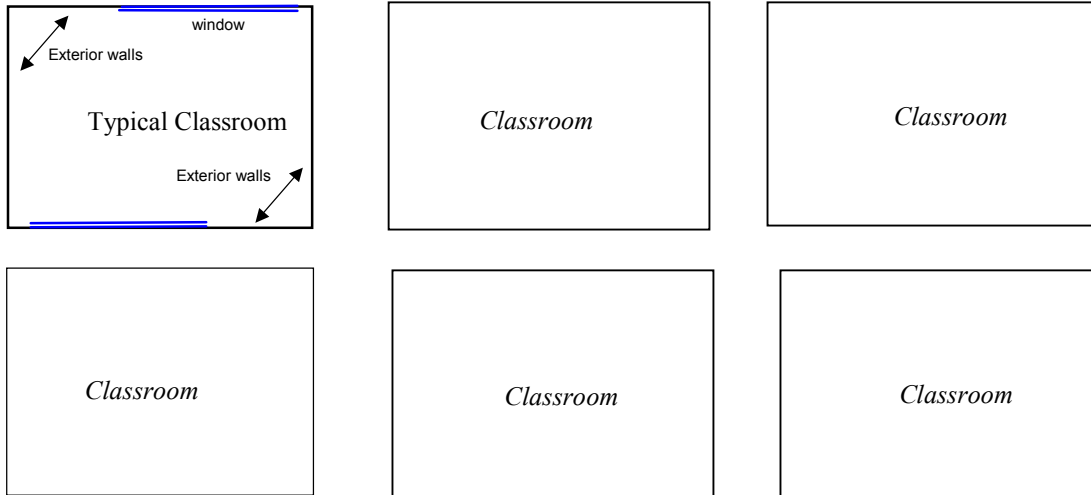 window
Exterior walls
Typical Classroom
Exterior walls
Classroom
Classroom
Classroom
Classroom
Classroom